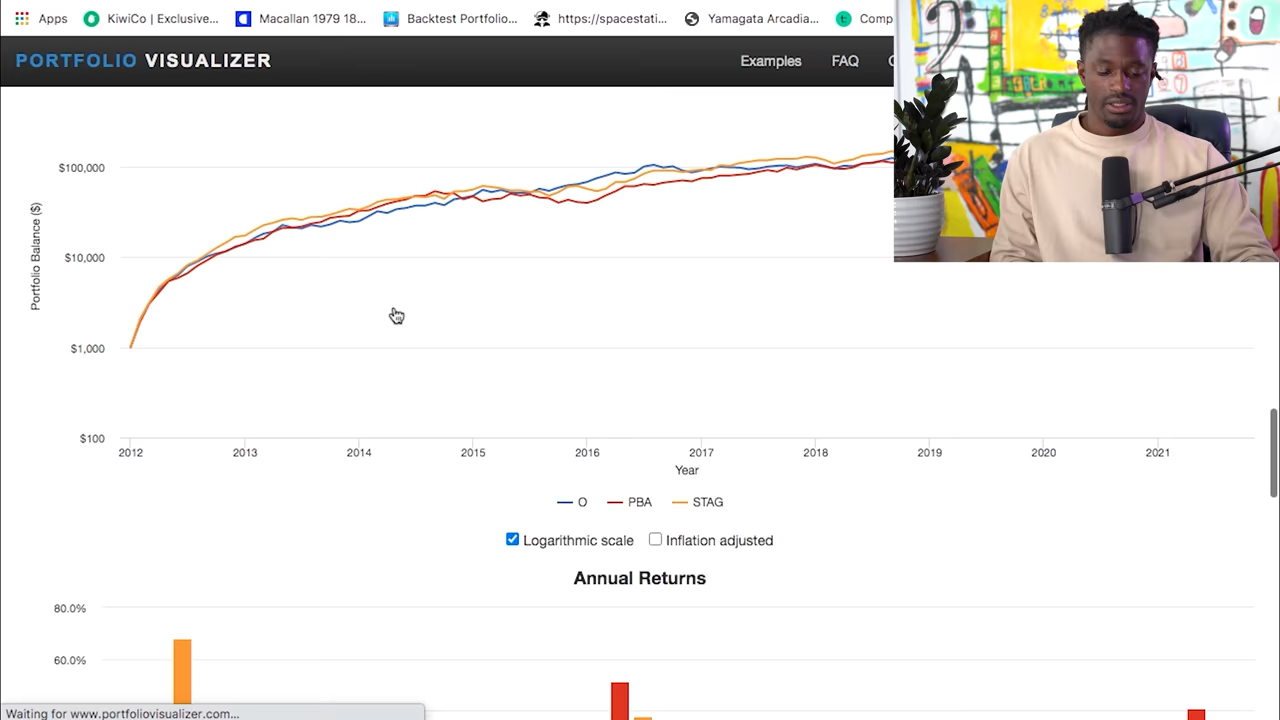 Apps KiwiCo | Exclusive... Macallan 1979 18... Backtest Portfolio... https://spacestati... Yamagata Arcadia... Comp
PORTFOLIO VISUALIZER Examples FAQ
$100,000
$10,000
$1,000
$100
Portfolio Balance ($)
2012 2013 2014 2015 2016 2017 2018 2019 2020 2021
Year
O PBA STAG
Logarithmic scale Inflation adjusted
Annual Returns
80.0%
60.0%
Waiting for www.portfoliovisualizer.com...